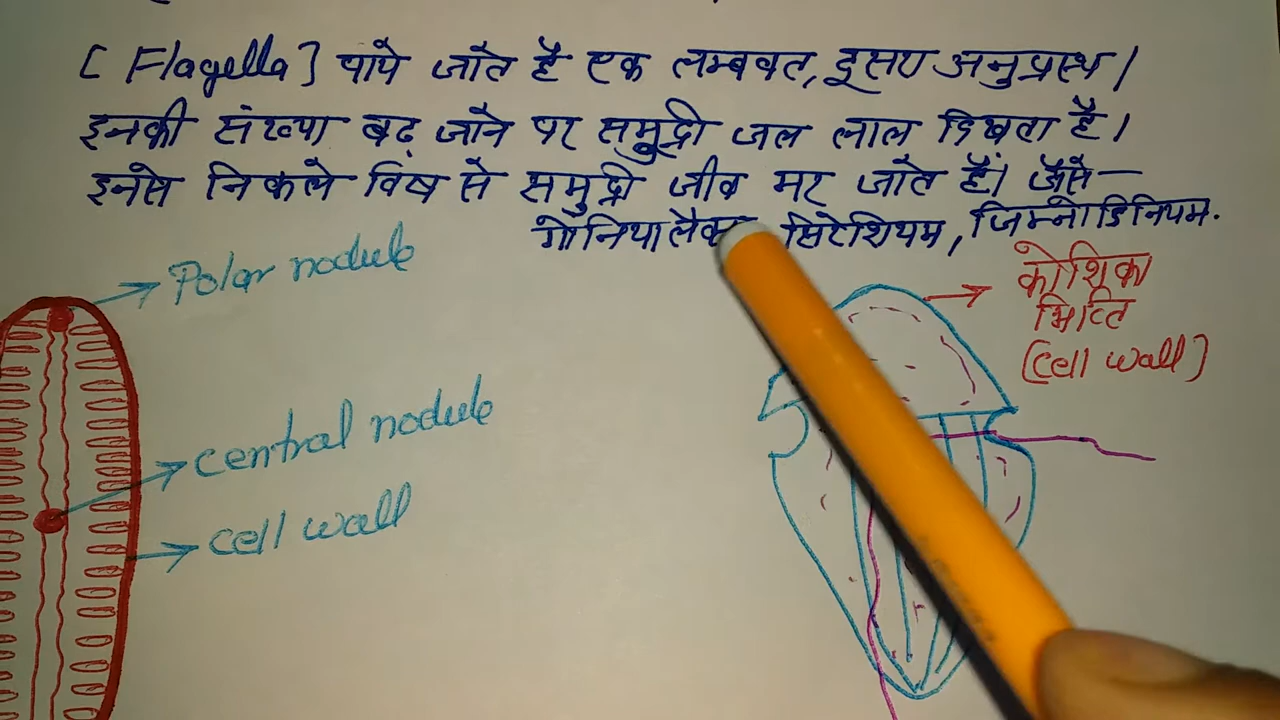 [Flagella] पाये जाते है एक लम्बवत, दूसरा अनुप्रस्थ।
इनकी संख्या बढ़ जाने पर समुद्री जल लाल दिखता है।
इनसे निकले विष से समुद्री जीव मर जाते हैं। जैसे—
गोनियालैक्स सिरेशियम, जिम्नोडिनियम.
Polar nodule
कोशिका
भित्ति
(cell wall)
central nodule
cell wall